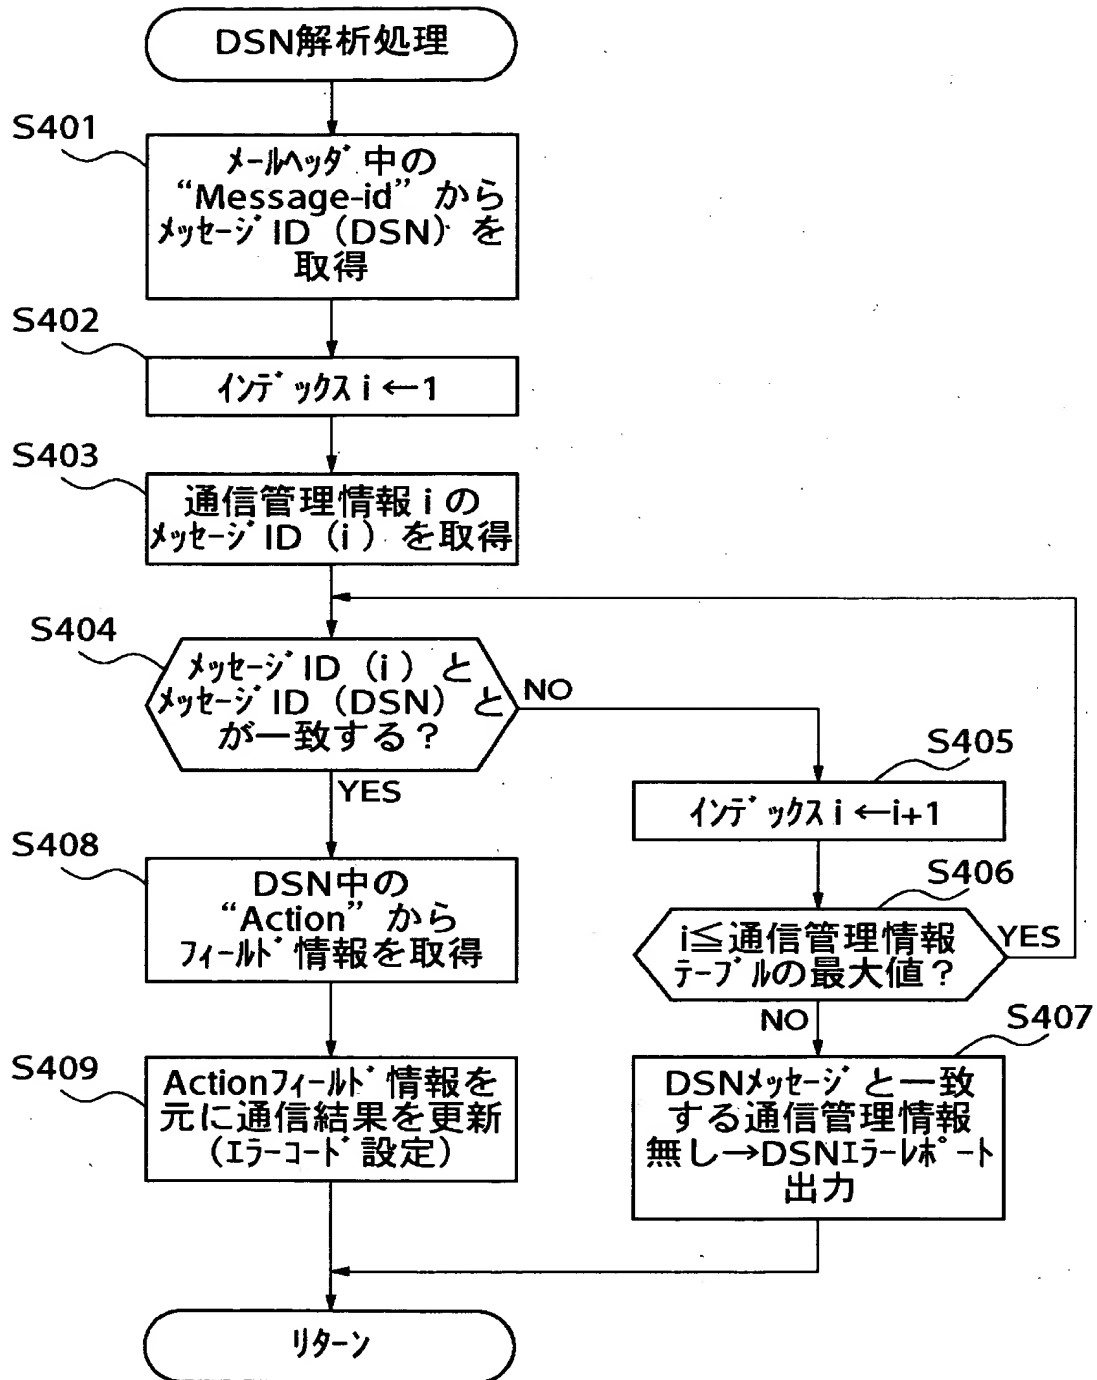 DSN解析処理
S401
メールヘッダ中の
“Message-id”から
メッセージID（DSN）を
取得
S402
インデックスi←1
S403
通信管理情報iの
メッセージID（i）を取得
S404
メッセージID（i）と
メッセージID（DSN）と
が一致する？
NO
YES
S405
インデックスi←i+1
S406
i≦通信管理情報
テーブルの最大値？
YES
NO
S407
DSNメッセージと一致
する通信管理情報
無し→DSNエラーレポート
出力
S408
DSN中の
“Action”から
フィールド情報を取得
S409
Actionフィールド情報を
元に通信結果を更新
（エラーコード設定）
リターン